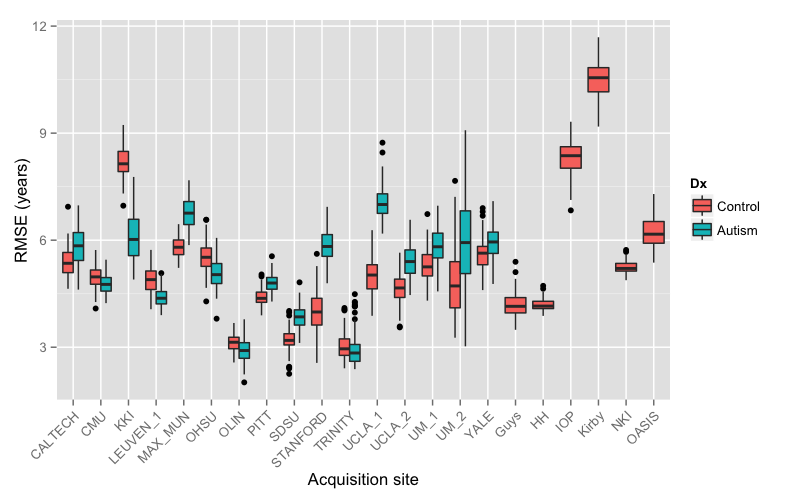 12
9
6
3
RMSE (years)
CALTECH
CMU
KKI
LEUVEN_1
MAX_MUN
OHSU
OLIN
PITT
SDSU
STANFORD
TRINITY
UCLA_1
UCLA_2
UM_1
UM_2
YALE
Guys
HH
IOP
Kirby
NKI
OASIS
Acquisition site
Dx
Control
Autism